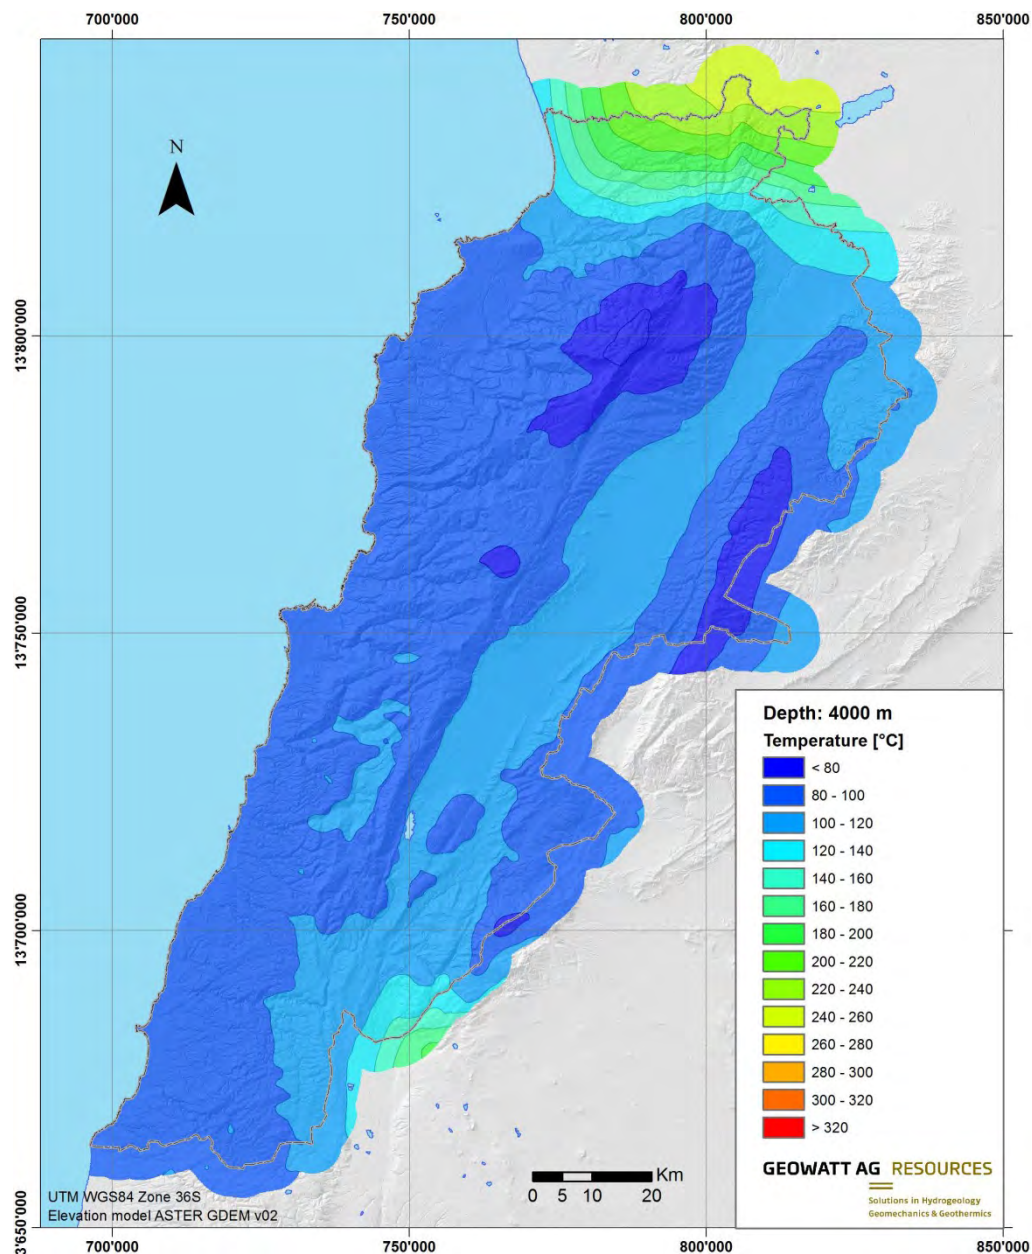 700'000 750'000 800'000 850'000
N
13'800'000
13'750'000
13'700'000
3'650'000
Depth: 4000 m
Temperature [°C]
< 80
80 - 100
100 - 120
120 - 140
140 - 160
160 - 180
180 - 200
200 - 220
220 - 240
240 - 260
260 - 280
280 - 300
300 - 320
> 320
GEOWATT AG RESOURCES
Solutions in Hydrogeology
Geomechanics & Geothermics
Km
0 5 10 20
UTM WGS84 Zone 36S
Elevation model ASTER GDEM v02
700'000 750'000 800'000 850'000